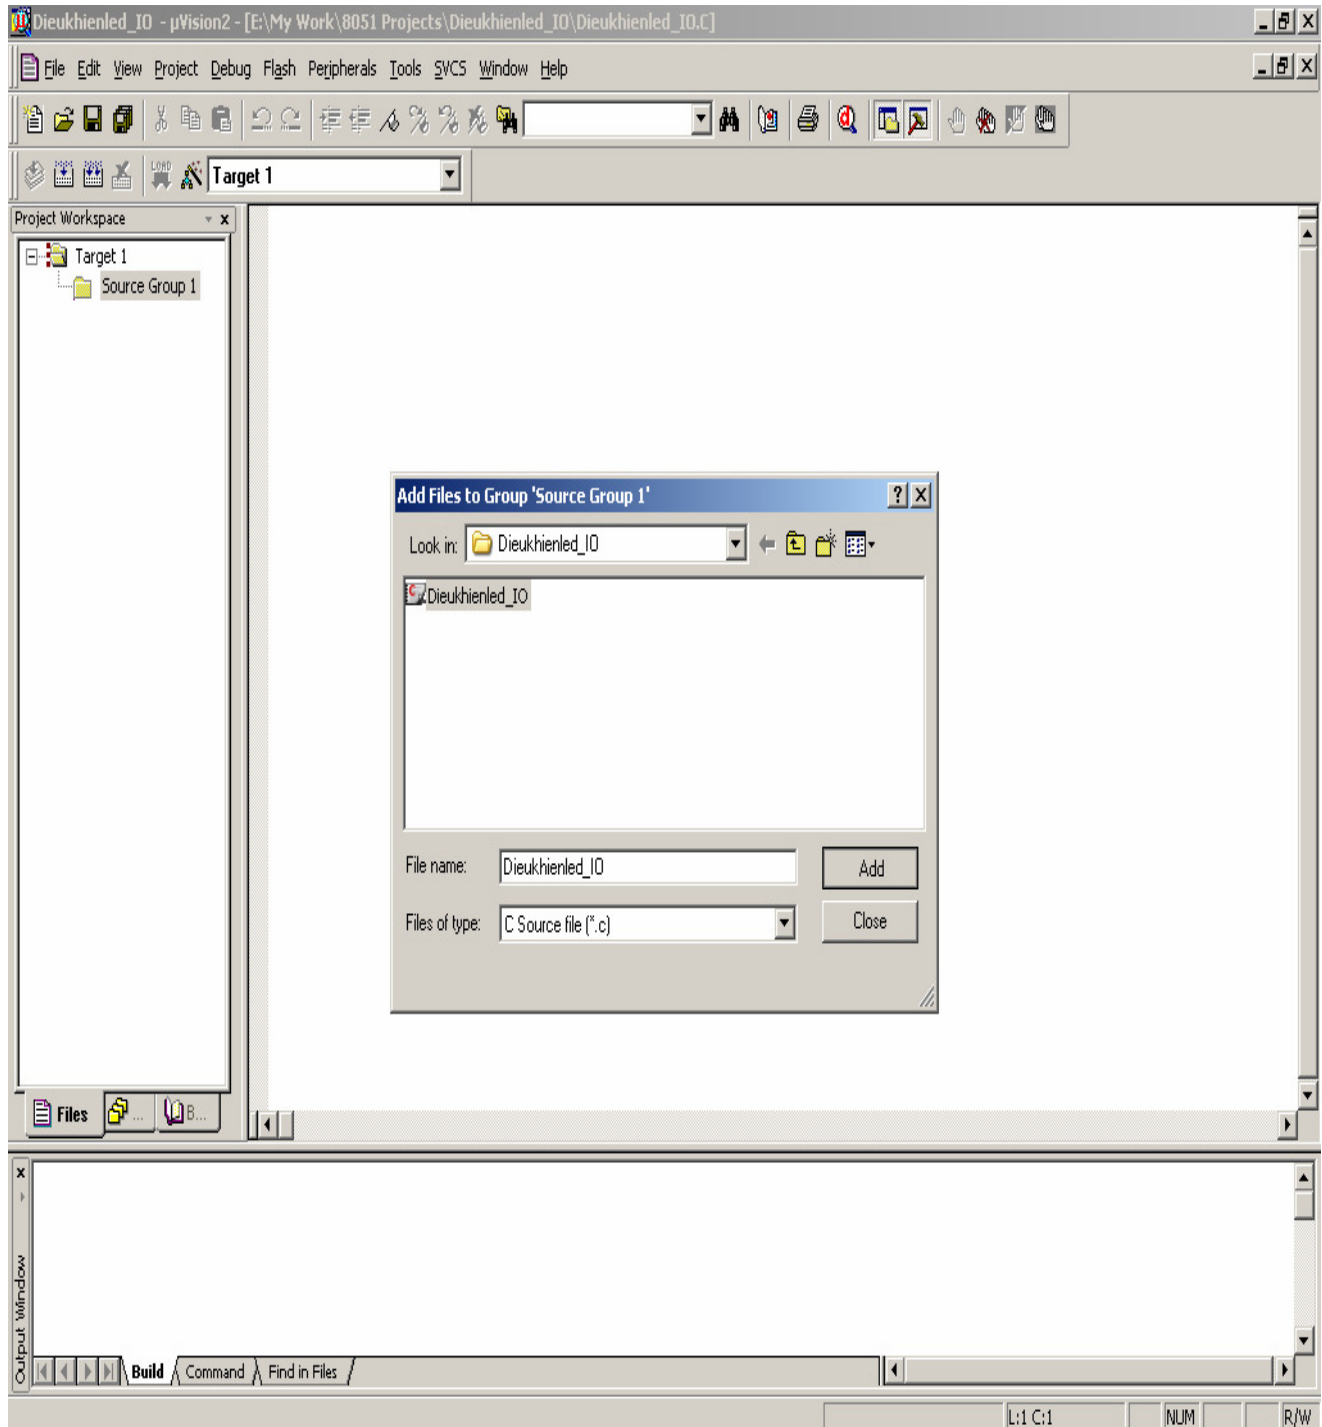 Dieukhienled_IO - µVision2 - [E:\My Work\8051 Projects\Dieukhienled_IO\Dieukhienled_IO.C]
File Edit View Project Debug Flash Peripherals Tools SVCS Window Help
LOAD Target 1
Project Workspace
Target 1
Source Group 1
Add Files to Group 'Source Group 1'
Look in: Dieukhienled_IO
Dieukhienled_IO
File name: Dieukhienled_IO Add
Files of type: C Source file (*.c) Close
Files ... B...
Output Window
Build Command Find in Files
L:1 C:1 NUM R/W